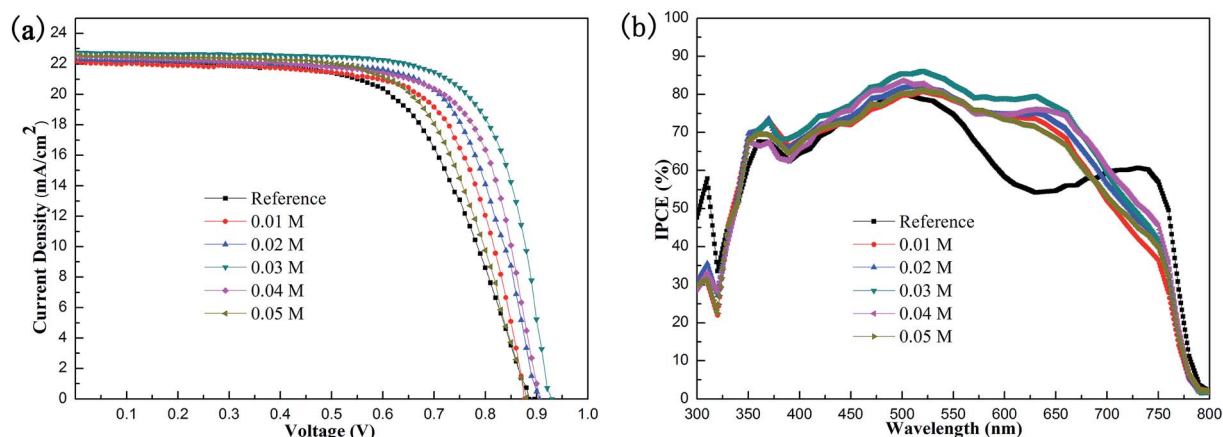 (a)
24
22
20
18
16
14
12
10
8
6
4
2
0
Current Density (mA/cm²)
Reference
0.01 M
0.02 M
0.03 M
0.04 M
0.05 M
0.1 0.2 0.3 0.4 0.5 0.6 0.7 0.8 0.9 1.0
Voltage (V)
(b)
100
90
80
70
60
50
40
30
20
10
0
IPCE (%)
Reference
0.01 M
0.02 M
0.03 M
0.04 M
0.05 M
300 350 400 450 500 550 600 650 700 750 800
Wavelength (nm)